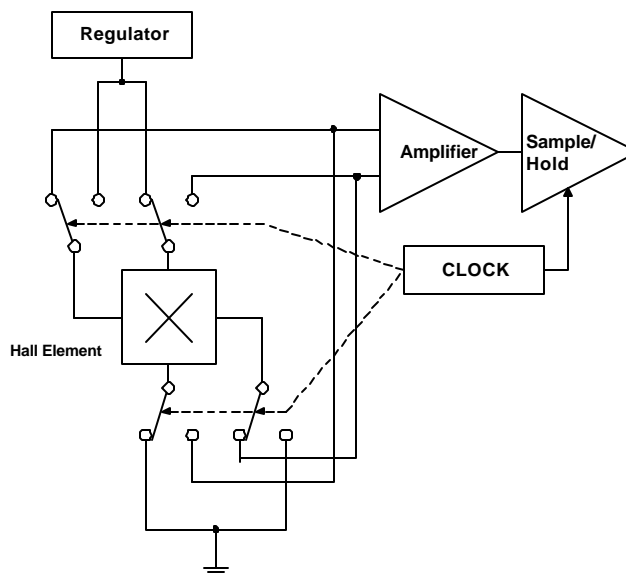 Regulator
Amplifier
Sample/
Hold
CLOCK
Hall Element